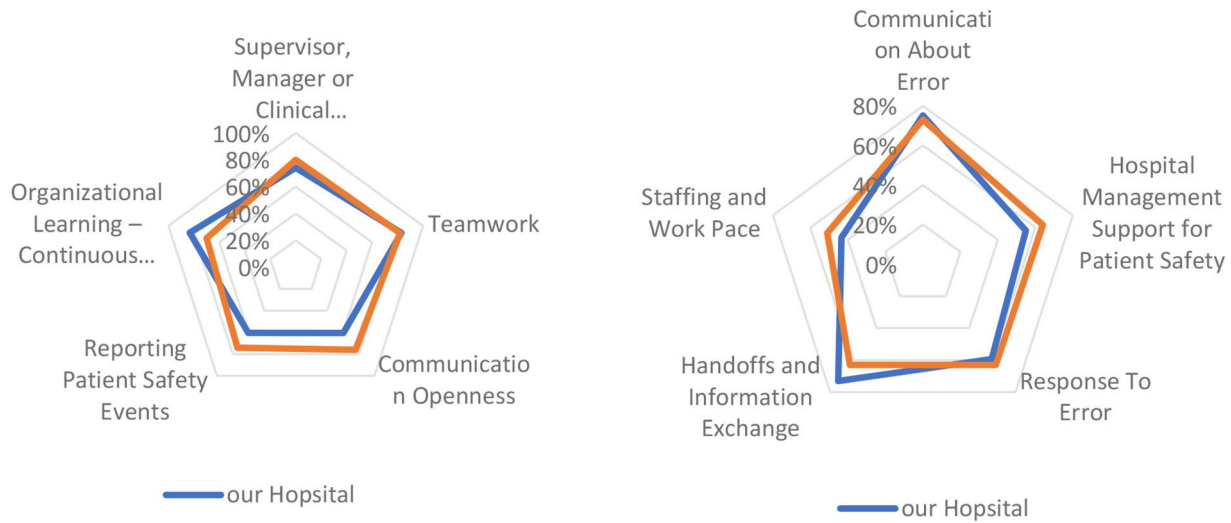 Supervisor,
Manager or
Clinical...
100%
80%
60%
40%
20%
0%
Teamwork
Communicatio
n Openness
Reporting
Patient Safety
Events
Organizational
Learning –
Continuous...
our Hopsital
Communicati
on About
Error
80%
60%
40%
20%
0%
Hospital
Management
Support for
Patient Safety
Response To
Error
Handoffs and
Information
Exchange
Staffing and
Work Pace
our Hopsital